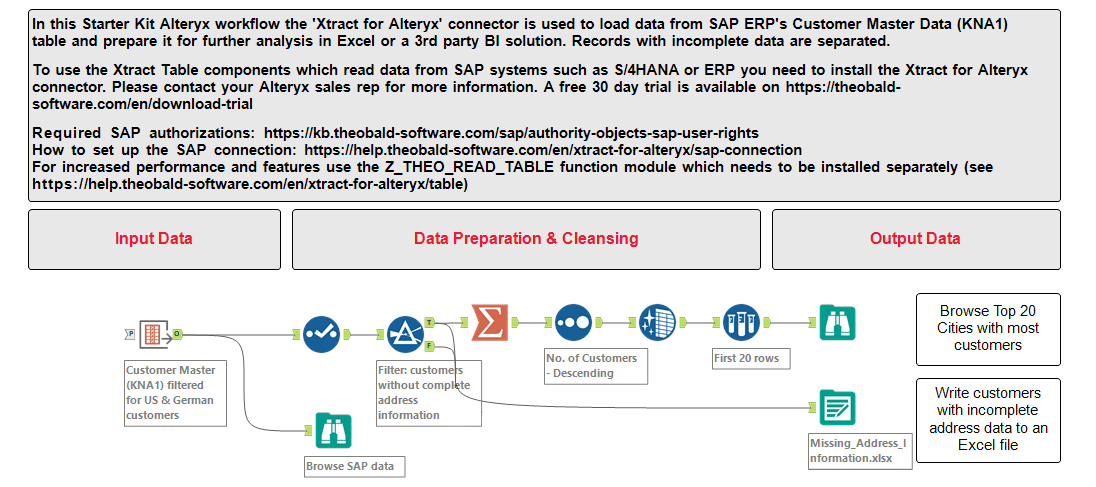 In this Starter Kit Alteryx workflow the 'Xtract for Alteryx' connector is used to load data from SAP ERP's Customer Master Data (KNA1)
table and prepare it for further analysis in Excel or a 3rd party BI solution. Records with incomplete data are separated.
To use the Xtract Table components which read data from SAP systems such as S/4HANA or ERP you need to install the Xtract for Alteryx
connector. Please contact your Alteryx sales rep for more information. A free 30 day trial is available on https://theobald-
software.com/en/download-trial
Required SAP authorizations: https://kb.theobald-software.com/sap/authority-objects-sap-user-rights
How to set up the SAP connection: https://help.theobald-software.com/en/xtract-for-alteryx/sap-connection
For increased performance and features use the Z_THEO_READ_TABLE function module which needs to be installed separately (see
https://help.theobald-software.com/en/xtract-for-alteryx/table)
Input Data
Data Preparation & Cleansing
Output Data
P
O
T
F
Customer Master
(KNA1) filtered
for US & German
customers
Browse SAP data
Filter: customers
without complete
address
information
No. of Customers
- Descending
First 20 rows
Missing_Address_I
nformation.xlsx
Browse Top 20
Cities with most
customers
Write customers
with incomplete
address data to an
Excel file